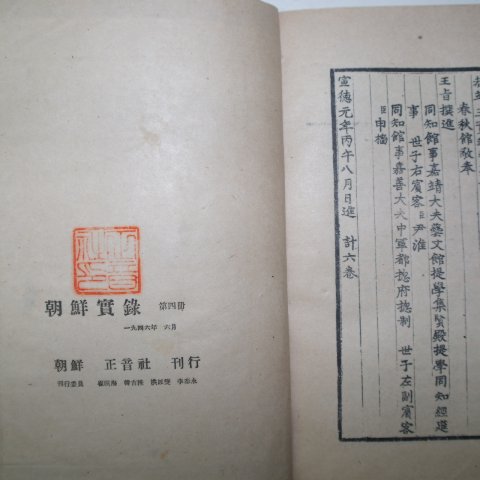 朝鮮實錄 第四冊
一九四六年 六月
朝鮮 正音社 刊行
刊行委員
春秋館敬奉
王旨撰進
同知館事嘉靖大夫藝文館提學集賢殿提學同知經筵
事 世子右賓客臣尹淮
同知館事嘉善大夫中軍都摠府摠制 世子左副賓客
臣申檣
宣德元年丙午八月日進 計六卷